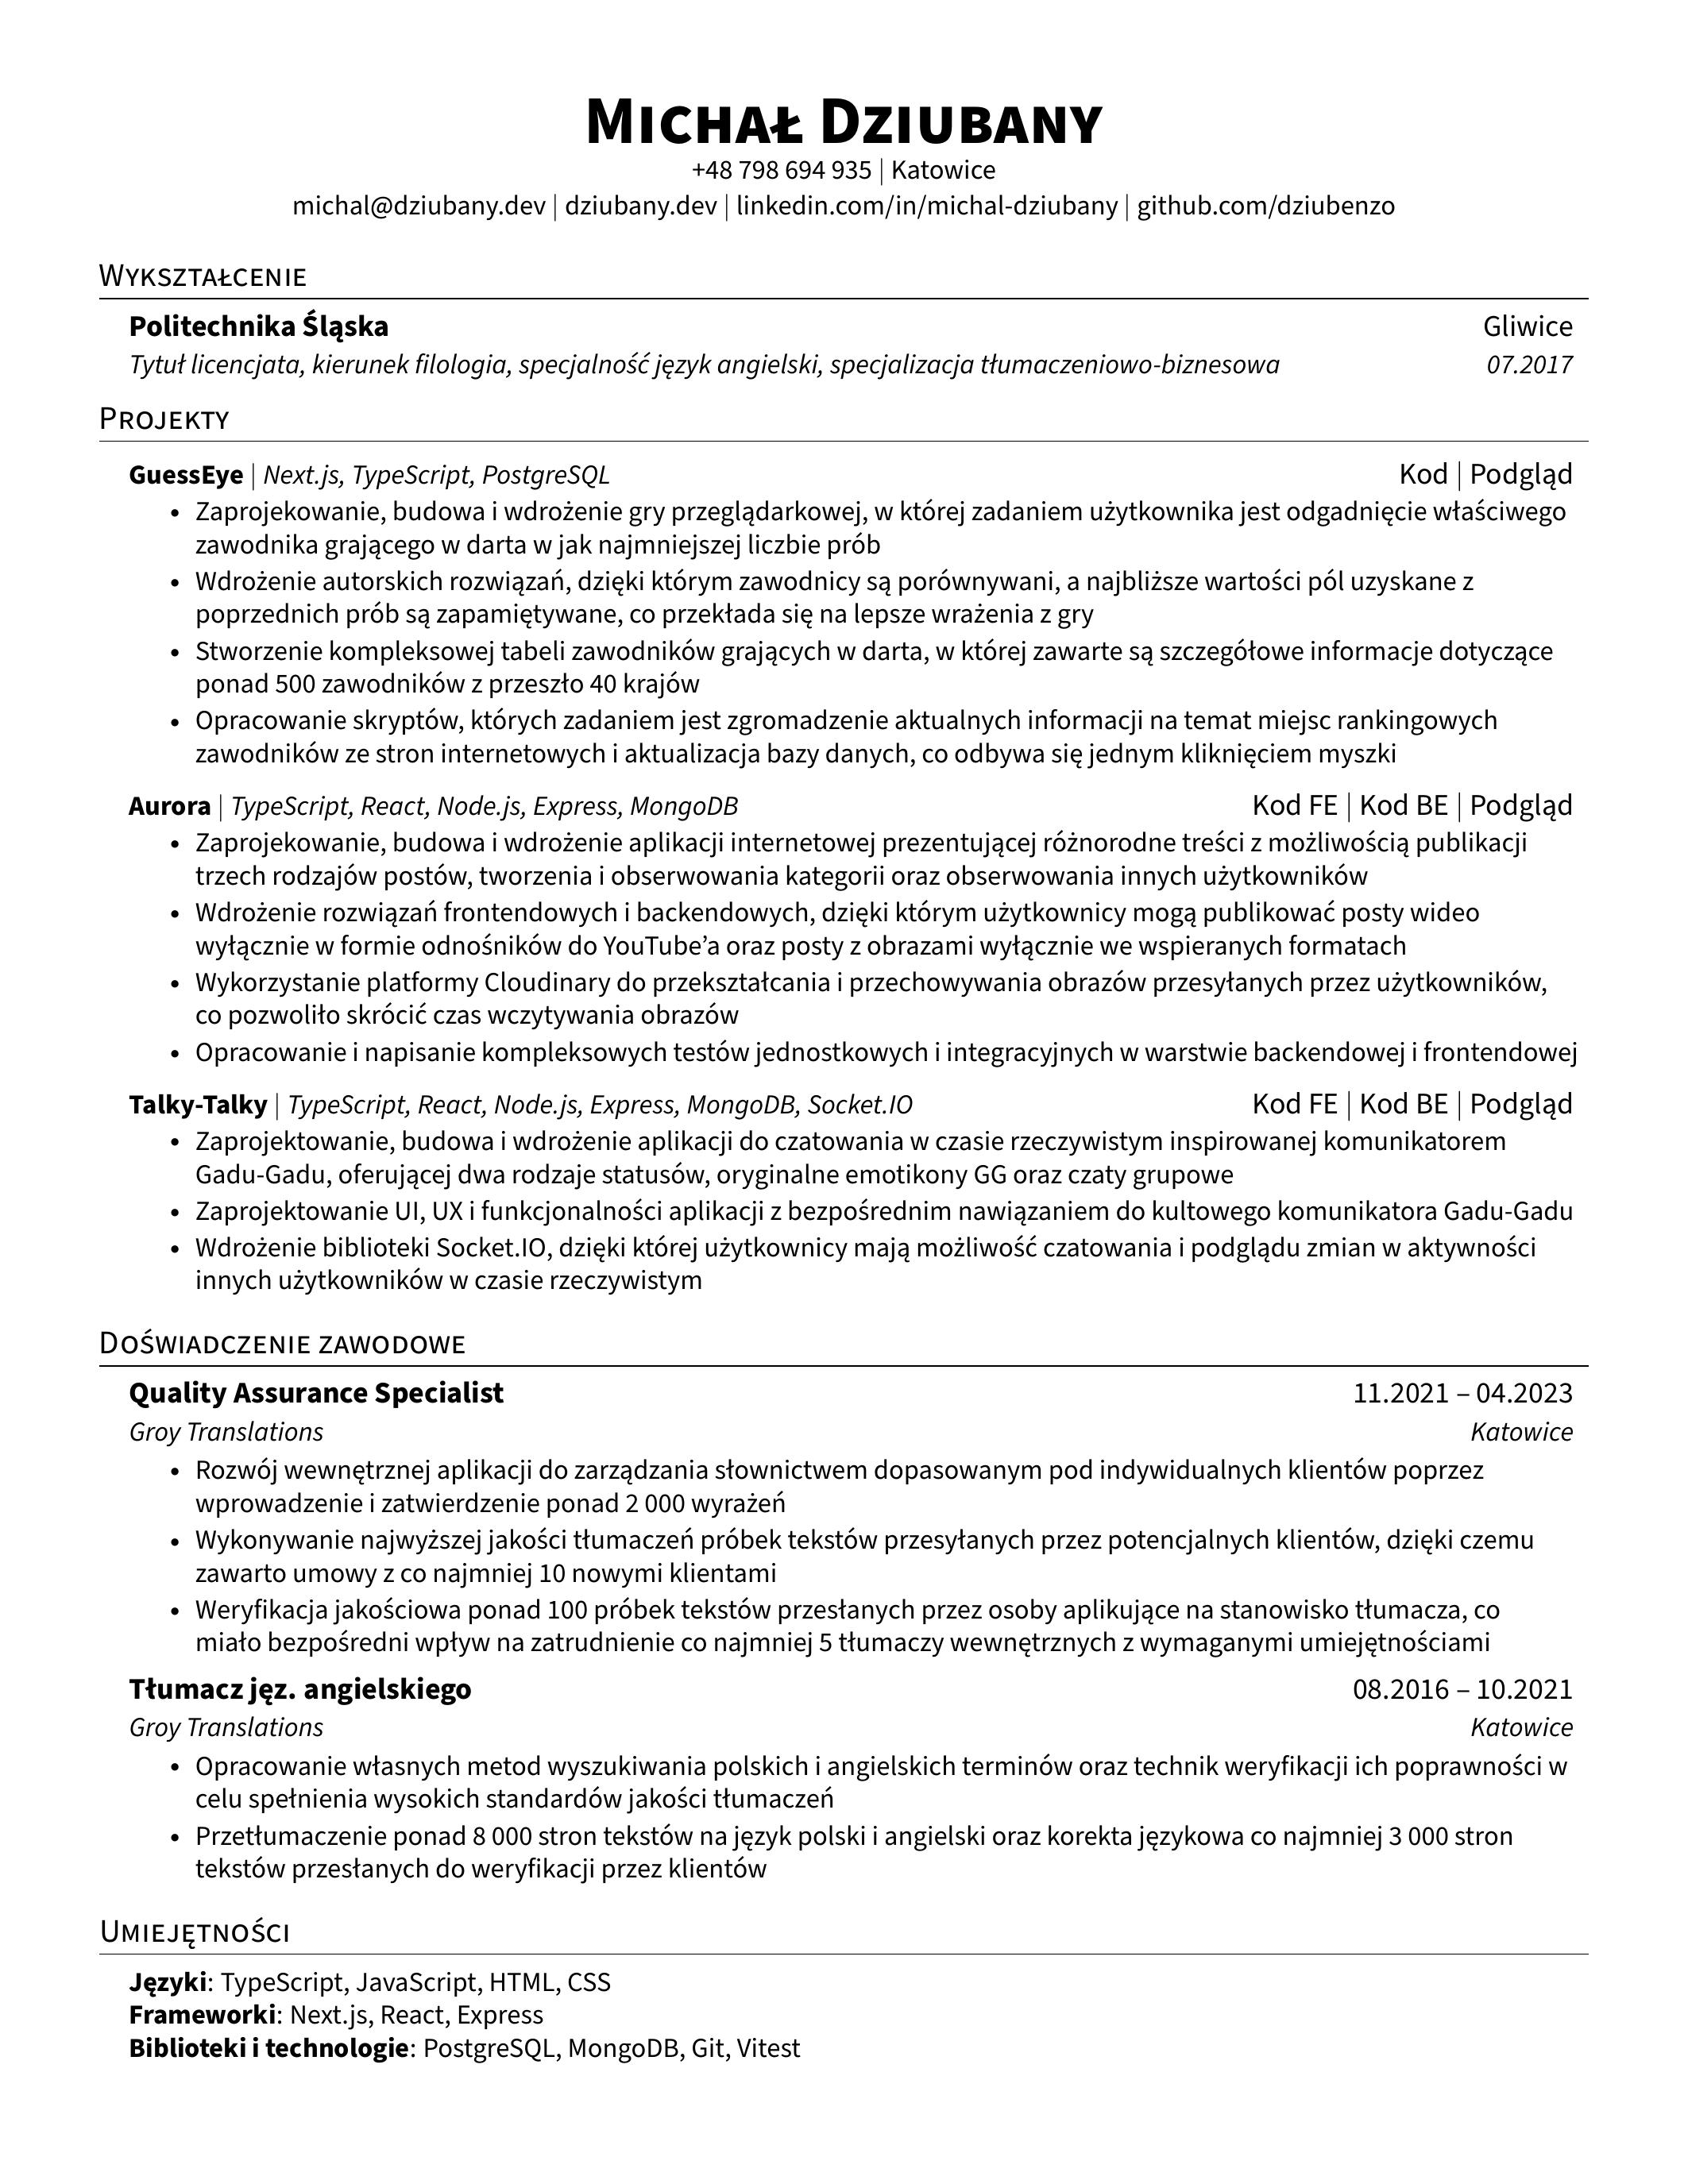 Michał Dziubany
+48 798 694 935 | Katowice
michal@dziubany.dev | dziubany.dev | linkedin.com/in/michal-dziubany | github.com/dziubenzo
Wykształcenie
Politechnika Śląska Gliwice
Tytuł licencjata, kierunek filologia, specjalność język angielski, specjalizacja tłumaczeniowo-biznesowa 07.2017
Projekty
GuessEye | Next.js, TypeScript, PostgreSQL Kod | Podgląd
• Zaprojekowanie, budowa i wdrożenie gry przeglądarkowej, w której zadaniem użytkownika jest odgadnięcie właściwego
zawodnika grającego w darta w jak najmniejszej liczbie prób
• Wdrożenie autorskich rozwiązań, dzięki którym zawodnicy są porównywani, a najbliższe wartości pól uzyskane z
poprzednich prób są zapamiętywane, co przekłada się na lepsze wrażenia z gry
• Stworzenie kompleksowej tabeli zawodników grających w darta, w której zawarte są szczegółowe informacje dotyczące
ponad 500 zawodników z przeszło 40 krajów
• Opracowanie skryptów, których zadaniem jest zgromadzenie aktualnych informacji na temat miejsc rankingowych
zawodników ze stron internetowych i aktualizacja bazy danych, co odbywa się jednym kliknięciem myszki
Aurora | TypeScript, React, Node.js, Express, MongoDB Kod FE | Kod BE | Podgląd
• Zaprojekowanie, budowa i wdrożenie aplikacji internetowej prezentującej różnorodne treści z możliwością publikacji
trzech rodzajów postów, tworzenia i obserwowania kategorii oraz obserwowania innych użytkowników
• Wdrożenie rozwiązań frontendowych i backendowych, dzięki którym użytkownicy mogą publikować posty wideo
wyłącznie w formie odnośników do YouTube’a oraz posty z obrazami wyłącznie we wspieranych formatach
• Wykorzystanie platformy Cloudinary do przekształcania i przechowywania obrazów przesyłanych przez użytkowników,
co pozwoliło skrócić czas wczytywania obrazów
• Opracowanie i napisanie kompleksowych testów jednostkowych i integracyjnych w warstwie backendowej i frontendowej
Talky-Talky | TypeScript, React, Node.js, Express, MongoDB, Socket.IO Kod FE | Kod BE | Podgląd
• Zaprojektowanie, budowa i wdrożenie aplikacji do czatowania w czasie rzeczywistym inspirowanej komunikatorem
Gadu-Gadu, oferującej dwa rodzaje statusów, oryginalne emotikony GG oraz czaty grupowe
• Zaprojektowanie UI, UX i funkcjonalności aplikacji z bezpośrednim nawiązaniem do kultowego komunikatora Gadu-Gadu
• Wdrożenie biblioteki Socket.IO, dzięki której użytkownicy mają możliwość czatowania i podglądu zmian w aktywności
innych użytkowników w czasie rzeczywistym
Doświadczenie zawodowe
Quality Assurance Specialist 11.2021 – 04.2023
Groy Translations Katowice
• Rozwój wewnętrznej aplikacji do zarządzania słownictwem dopasowanym pod indywidualnych klientów poprzez
wprowadzenie i zatwierdzenie ponad 2 000 wyrażeń
• Wykonywanie najwyższej jakości tłumaczeń próbek tekstów przesyłanych przez potencjalnych klientów, dzięki czemu
zawarto umowy z co najmniej 10 nowymi klientami
• Weryfikacja jakościowa ponad 100 próbek tekstów przesłanych przez osoby aplikujące na stanowisko tłumacza, co
miało bezpośredni wpływ na zatrudnienie co najmniej 5 tłumaczy wewnętrznych z wymaganymi umiejętnościami
Tłumacz jęz. angielskiego 08.2016 – 10.2021
Groy Translations Katowice
• Opracowanie własnych metod wyszukiwania polskich i angielskich terminów oraz technik weryfikacji ich poprawności w
celu spełnienia wysokich standardów jakości tłumaczeń
• Przetłumaczenie ponad 8 000 stron tekstów na język polski i angielski oraz korekta językowa co najmniej 3 000 stron
tekstów przesłanych do weryfikacji przez klientów
Umiejętności
Języki: TypeScript, JavaScript, HTML, CSS
Frameworki: Next.js, React, Express
Biblioteki i technologie: PostgreSQL, MongoDB, Git, Vitest